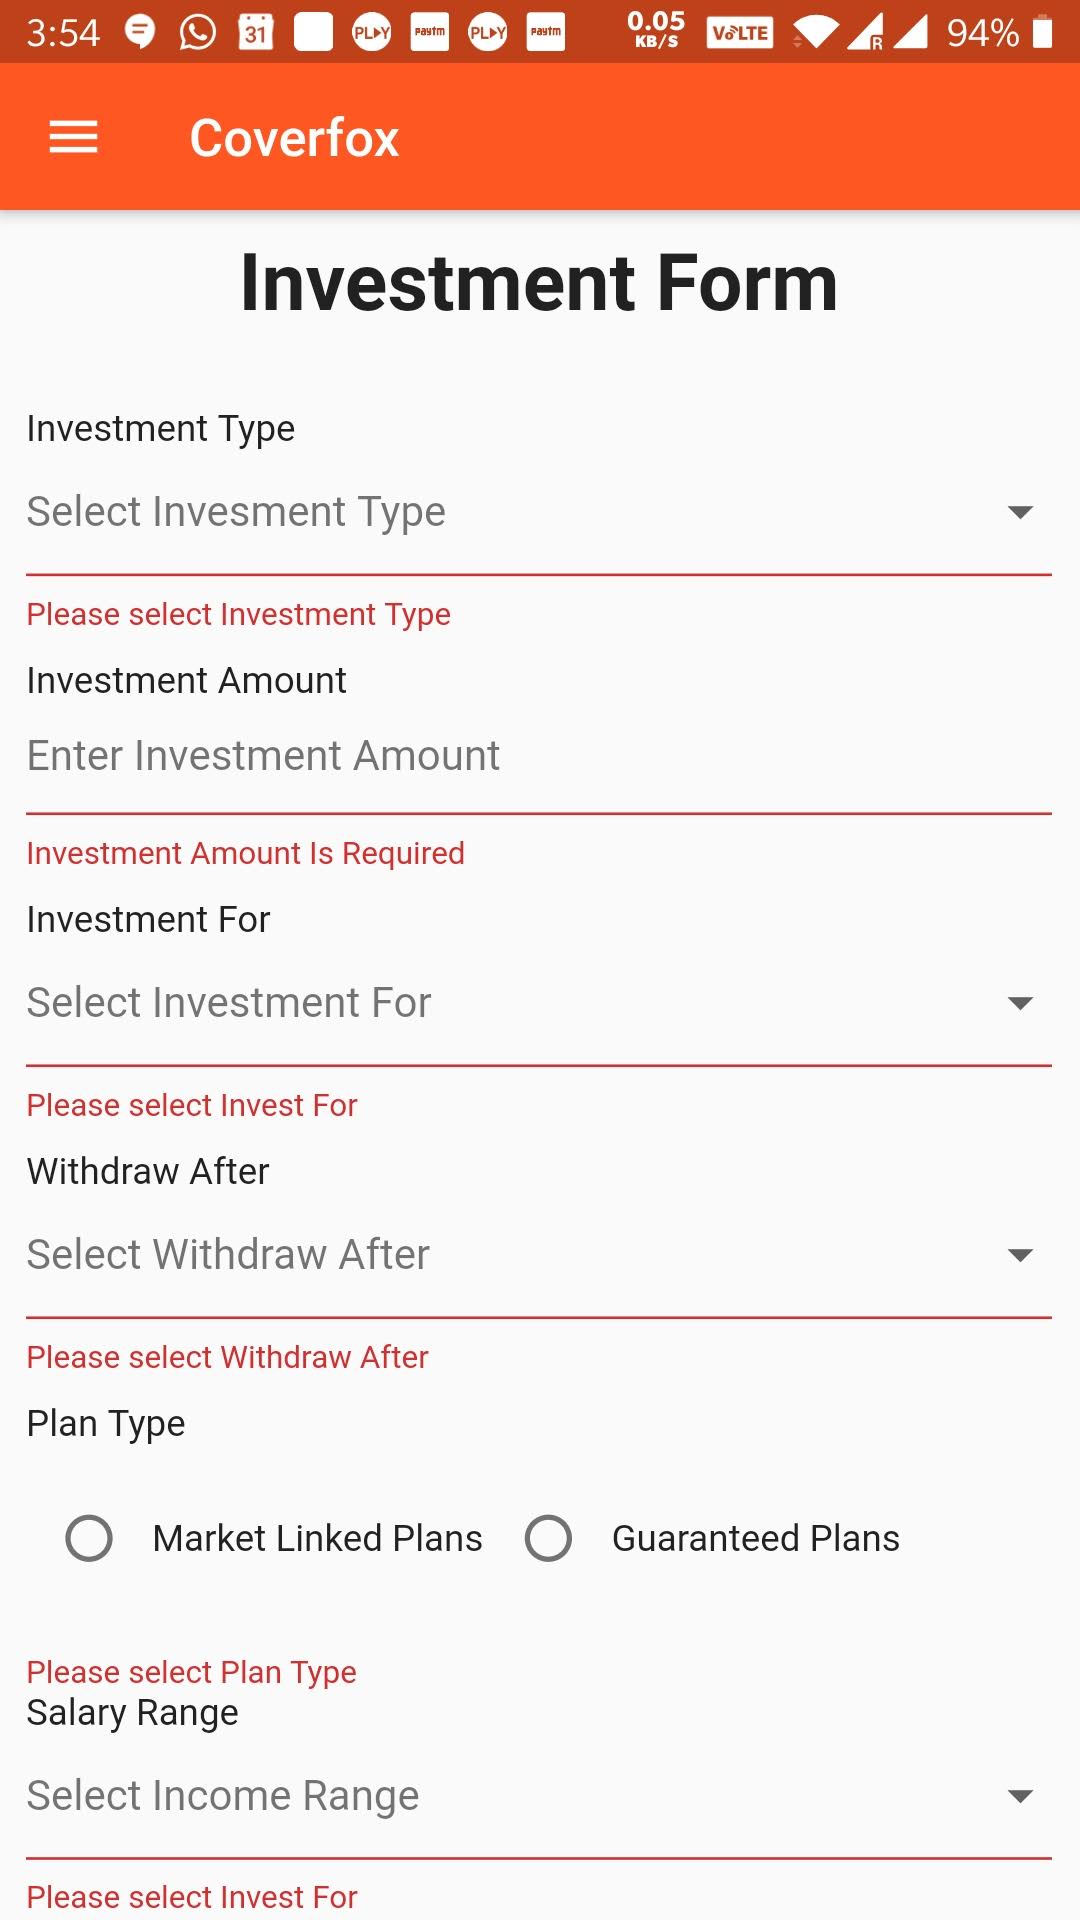 3:54 31 PLAY paytm PLAY paytm 0.05 KB/S VoLTE R 94%
Coverfox
Investment Form
Investment Type
Select Invesment Type
Please select Investment Type
Investment Amount
Enter Investment Amount
Investment Amount Is Required
Investment For
Select Investment For
Please select Invest For
Withdraw After
Select Withdraw After
Please select Withdraw After
Plan Type
Market Linked Plans Guaranteed Plans
Please select Plan Type
Salary Range
Select Income Range
Please select Invest For